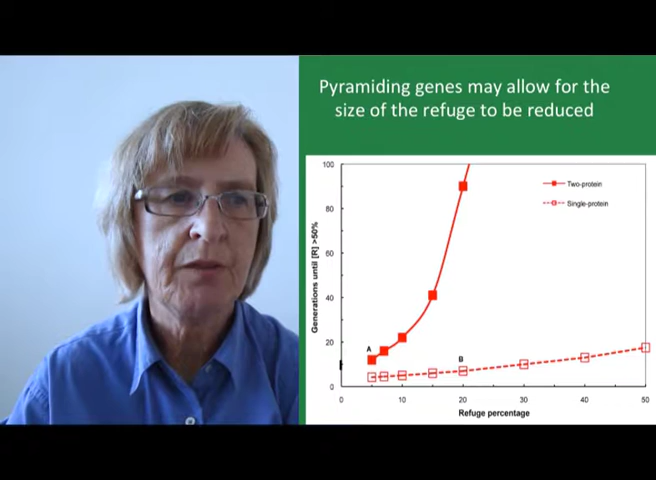 Pyramiding genes may allow for the
size of the refuge to be reduced
100
80
60
40
20
0
Generations until [R] >50%
Two-protein
Single-protein
A
B
0
10
20
30
40
50
Refuge percentage